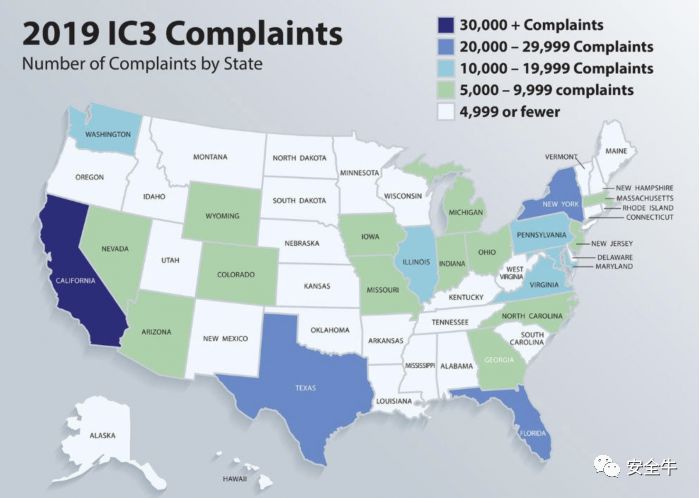 2019 IC3 Complaints
Number of Complaints by State
30,000 + Complaints
20,000 – 29,999 Complaints
10,000 – 19,999 Complaints
5,000 – 9,999 complaints
4,999 or fewer
WASHINGTON
OREGON
CALIFORNIA
NEVADA
IDAHO
MONTANA
WYOMING
UTAH
COLORADO
ARIZONA
NEW MEXICO
NORTH DAKOTA
SOUTH DAKOTA
NEBRASKA
KANSAS
OKLAHOMA
TEXAS
MINNESOTA
IOWA
MISSOURI
ARKANSAS
LOUISIANA
WISCONSIN
ILLINOIS
MICHIGAN
INDIANA
OHIO
KENTUCKY
TENNESSEE
MISSISSIPPI
ALABAMA
GEORGIA
FLORIDA
SOUTH
CAROLINA
NORTH CAROLINA
VIRGINIA
WEST
VIRGINIA
PENNSYLVANIA
NEW YORK
VERMONT
MAINE
NEW HAMPSHIRE
MASSACHUSETTS
RHODE ISLAND
CONNECTICUT
NEW JERSEY
DELAWARE
MARYLAND
ALASKA
HAWAII
安全牛